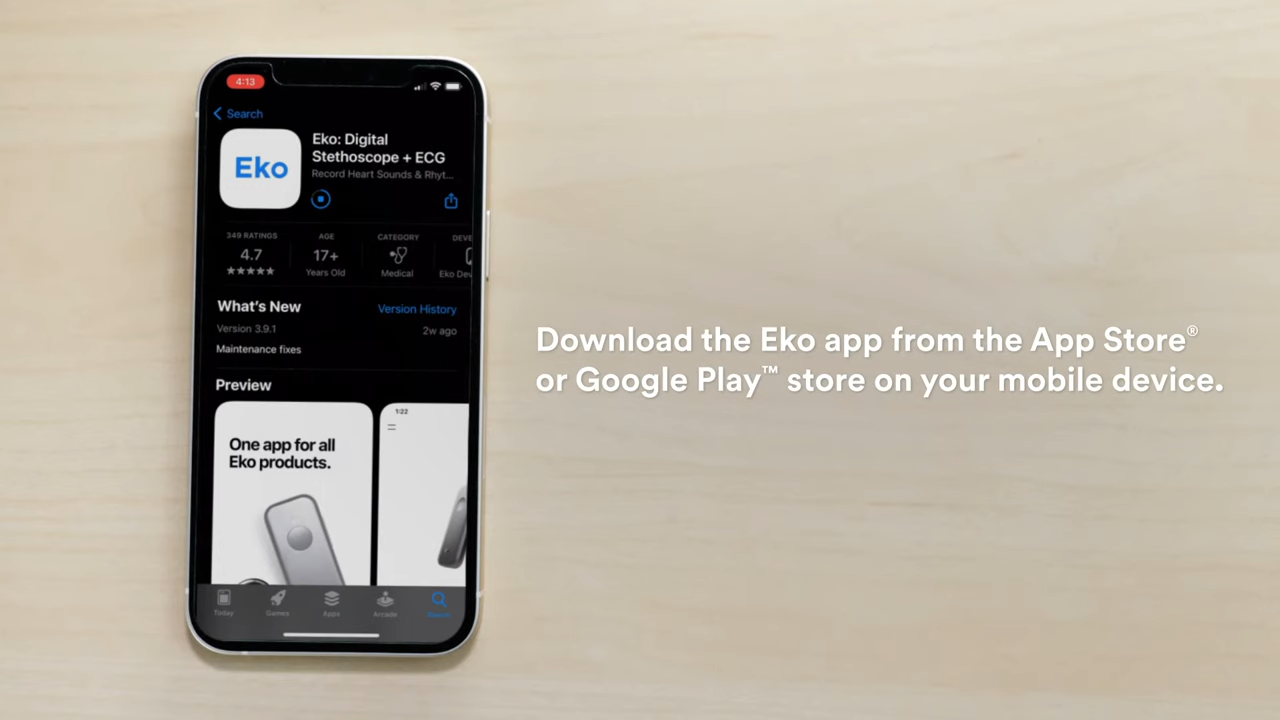 4:13
Search
Eko
Eko: Digital
Stethoscope + ECG
Record Heart Sounds & Rhyt...
349 RATINGS
4.7
★★★★★
AGE
17+
Years Old
CATEGORY
Medical
DEVE
Eko Dev
What's New
Version History
Version 3.9.1
2w ago
Maintenance fixes
Preview
One app for all
Eko products.
1:22
Today
Games
Apps
Arcade
Search
Download the Eko app from the App Store®
or Google Play™ store on your mobile device.